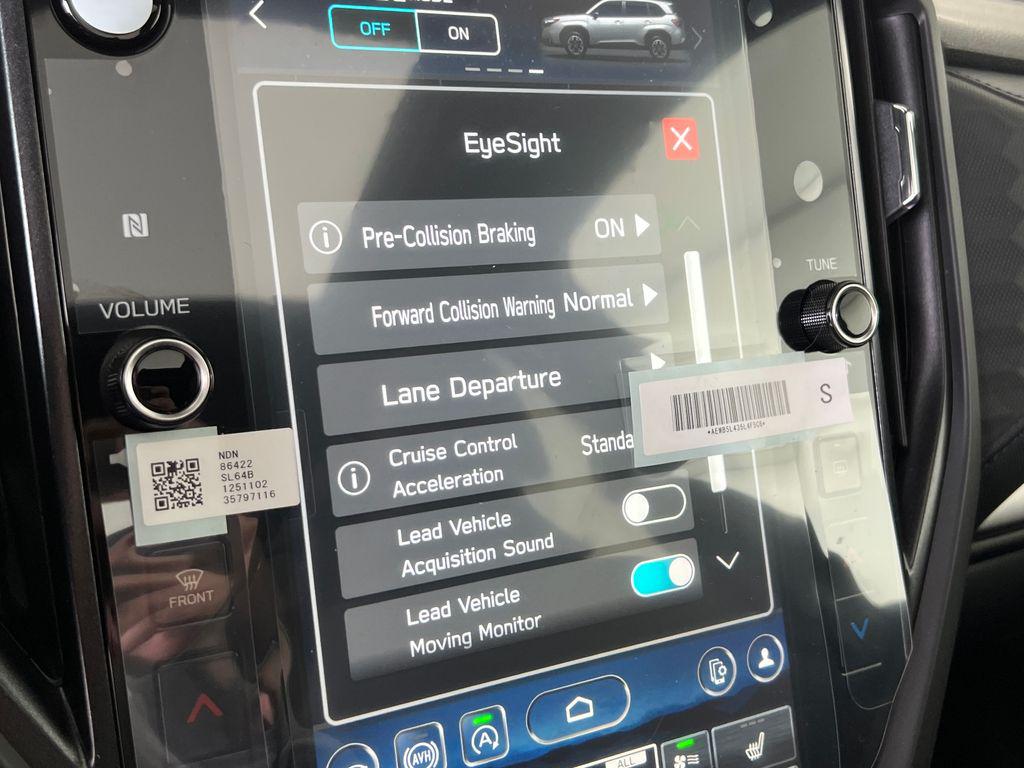 OFF
ON
EyeSight
Pre-Collision Braking ON
Forward Collision Warning Normal
Lane Departure
Cruise Control
Acceleration
Lead Vehicle
Acquisition Sound
Lead Vehicle
Moving Monitor
VOLUME
TUNE
NDN
86422
SL64B
1251102
35797116
S
FRONT
AVH
A
ALL